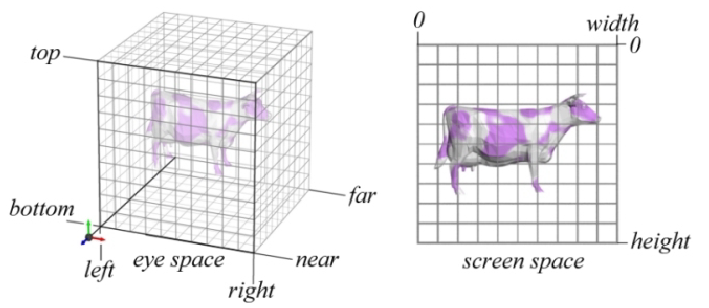 top
bottom
left
eye space
right
near
far
0
width
0
height
screen space